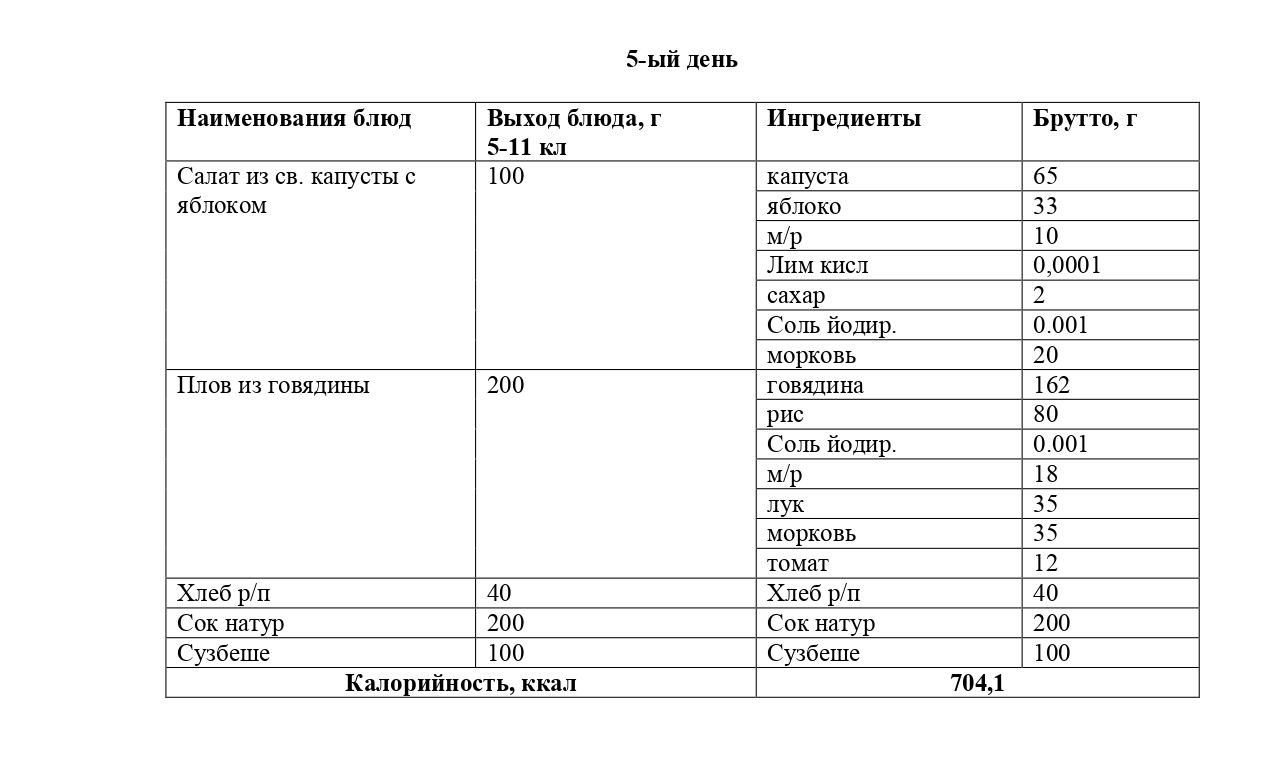 5-ый день
Наименования блюд Выход блюда, г Ингредиенты Брутто, г
5-11 кл
Салат из св. капусты с 100 капуста 65
яблоком яблоко 33
м/р 10
Лим кисл 0,0001
сахар 2
Соль йодир. 0.001
морковь 20
Плов из говядины 200 говядина 162
рис 80
Соль йодир. 0.001
м/р 18
лук 35
морковь 35
томат 12
Хлеб р/п 40 Хлеб р/п 40
Сок натур 200 Сок натур 200
Сузбеше 100 Сузбеше 100
Калорийность, ккал 704,1